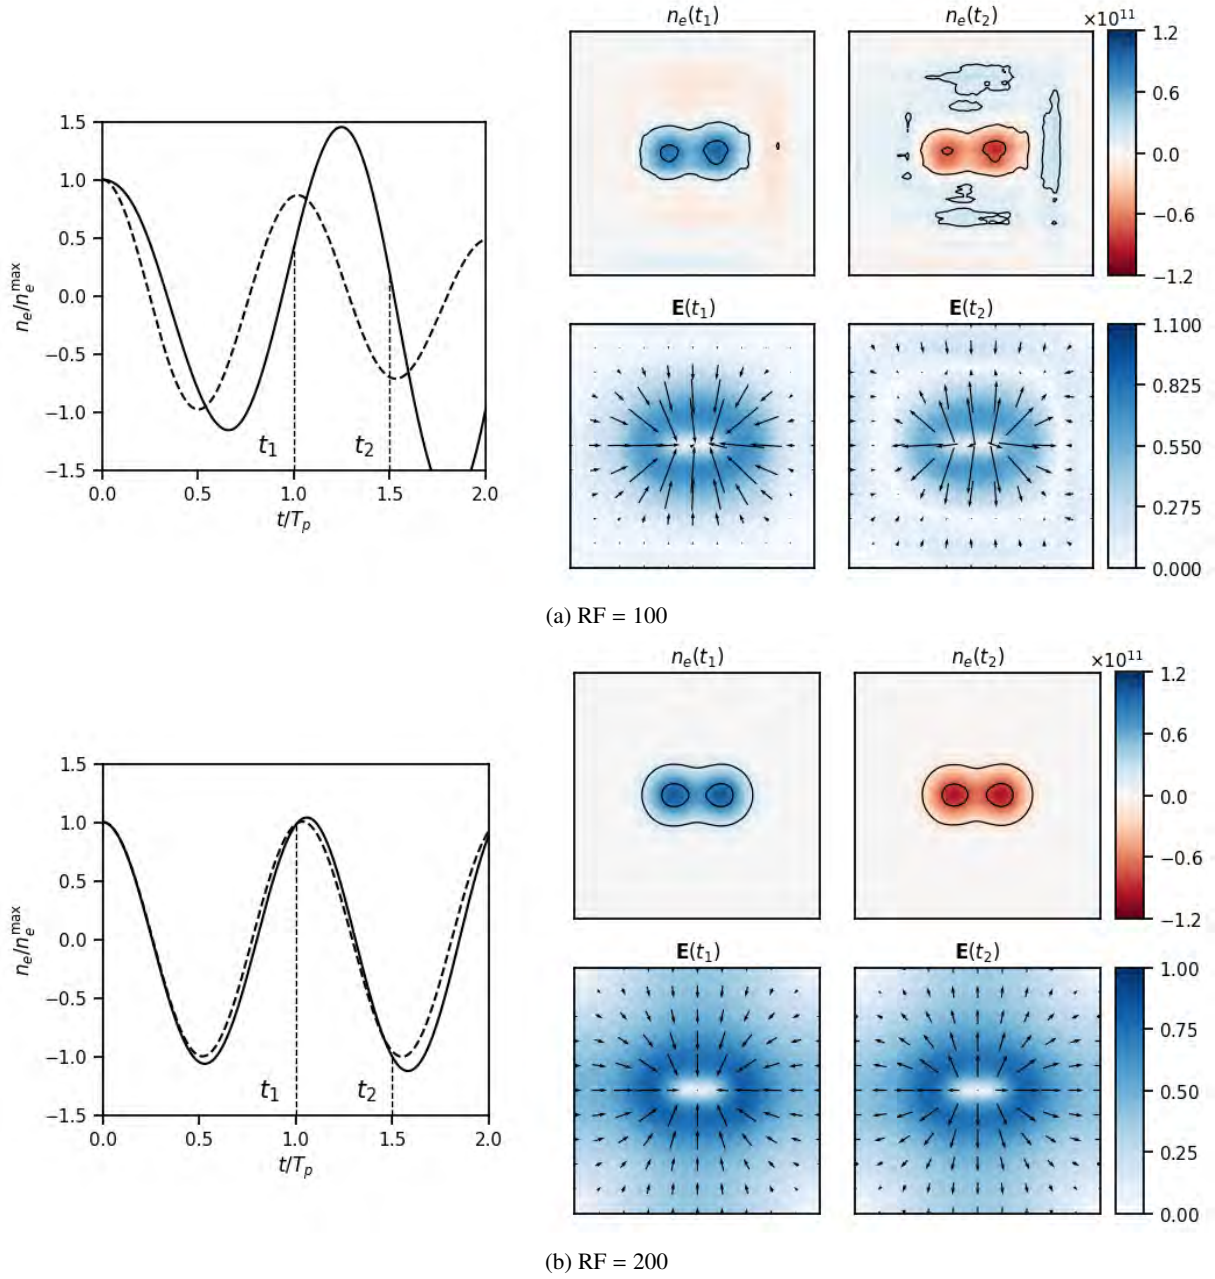 n_e(t_1)
n_e(t_2)
×10^11
1.5
1.0
0.5
0.0
−0.5
−1.0
−1.5
n_e/n_e^max
t_1
t_2
0.0 0.5 1.0 1.5 2.0
t/T_p
1.2
0.6
0.0
−0.6
−1.2
E(t_1)
E(t_2)
1.100
0.825
0.550
0.275
0.000
(a) RF = 100
n_e(t_1)
n_e(t_2)
×10^11
1.5
1.0
0.5
0.0
−0.5
−1.0
−1.5
n_e/n_e^max
t_1
t_2
0.0 0.5 1.0 1.5 2.0
t/T_p
1.2
0.6
0.0
−0.6
−1.2
E(t_1)
E(t_2)
1.00
0.75
0.50
0.25
0.00
(b) RF = 200